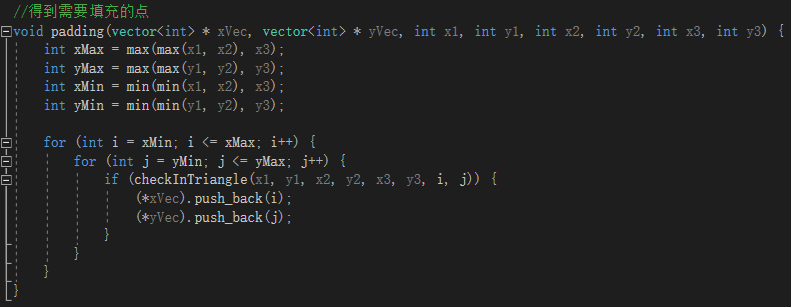 //得到需要填充的点
void padding(vector<int> * xVec, vector<int> * yVec, int x1, int y1, int x2, int y2, int x3, int y3) {
int xMax = max(max(x1, x2), x3);
int yMax = max(max(y1, y2), y3);
int xMin = min(min(x1, x2), x3);
int yMin = min(min(y1, y2), y3);
for (int i = xMin; i <= xMax; i++) {
for (int j = yMin; j <= yMax; j++) {
if (checkInTriangle(x1, y1, x2, y2, x3, y3, i, j)) {
(*xVec).push_back(i);
(*yVec).push_back(j);
}
}
}
}